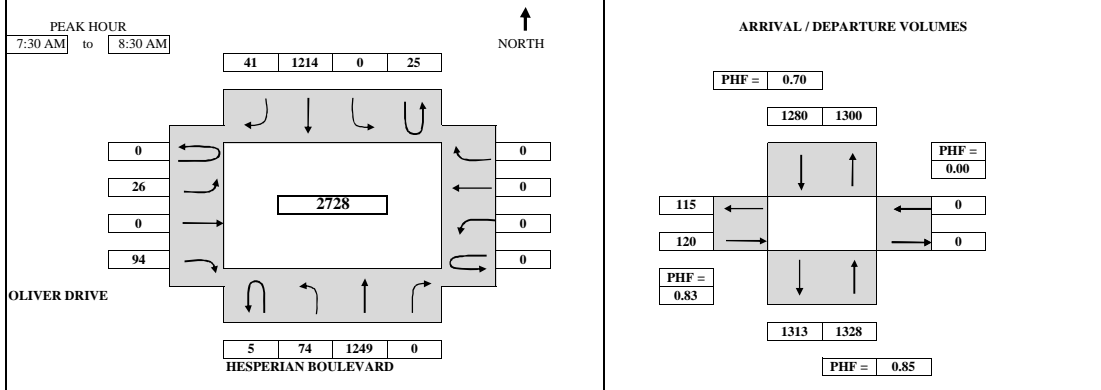 PEAK HOUR
7:30 AM to 8:30 AM
NORTH
41 1214 0 25
0
26
0
94
2728
0
0
0
0
OLIVER DRIVE
5 74 1249 0
HESPERIAN BOULEVARD
ARRIVAL / DEPARTURE VOLUMES
PHF = 0.70
1280 1300
PHF =
0.00
115
120
0
0
PHF =
0.83
1313 1328
PHF = 0.85